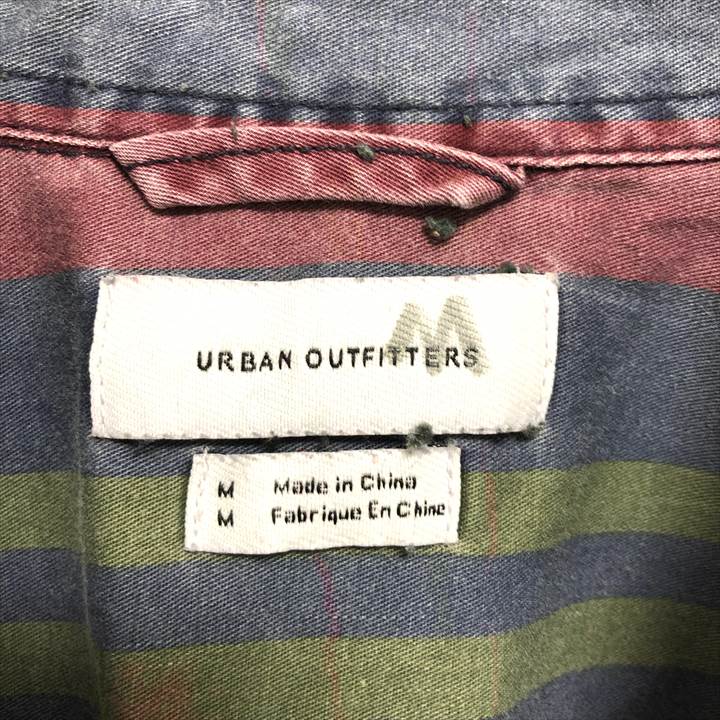 M
URBAN OUTFITTERS
M Made in China
M Fabrique En Chine